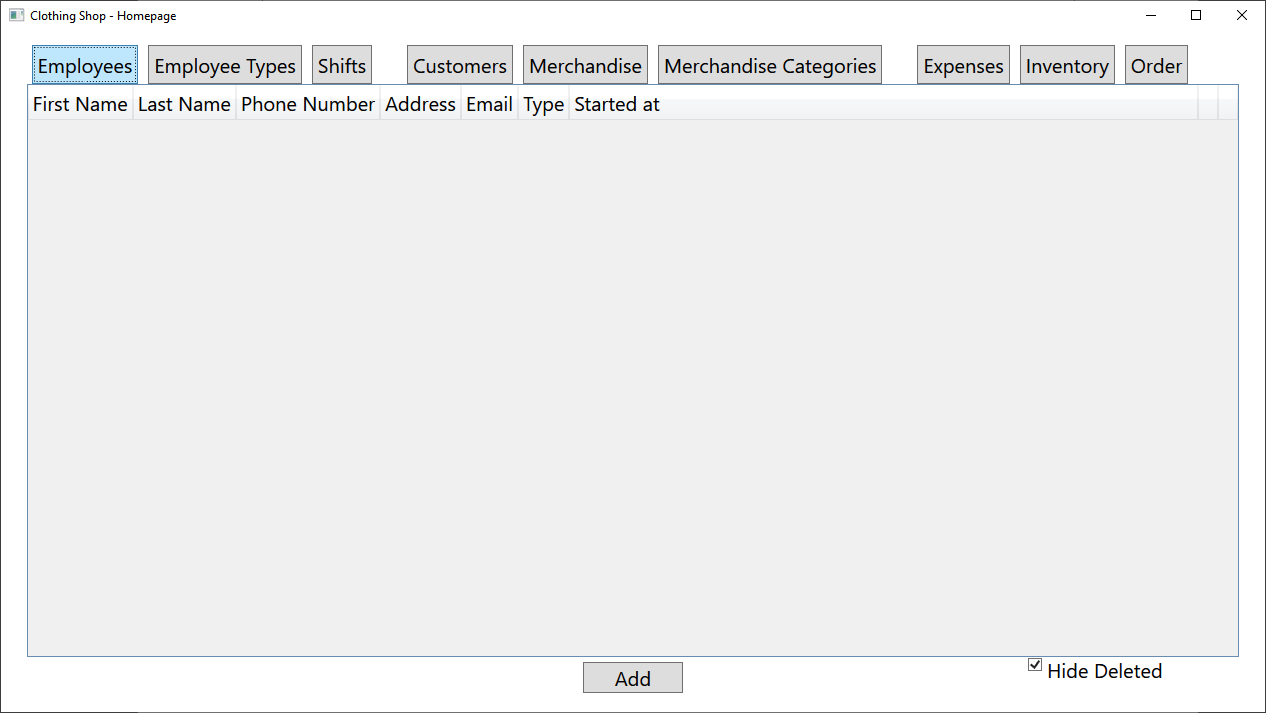 Clothing Shop - Homepage
Employees Employee Types Shifts Customers Merchandise Merchandise Categories Expenses Inventory Order
First Name Last Name Phone Number Address Email Type Started at
Add
Hide Deleted